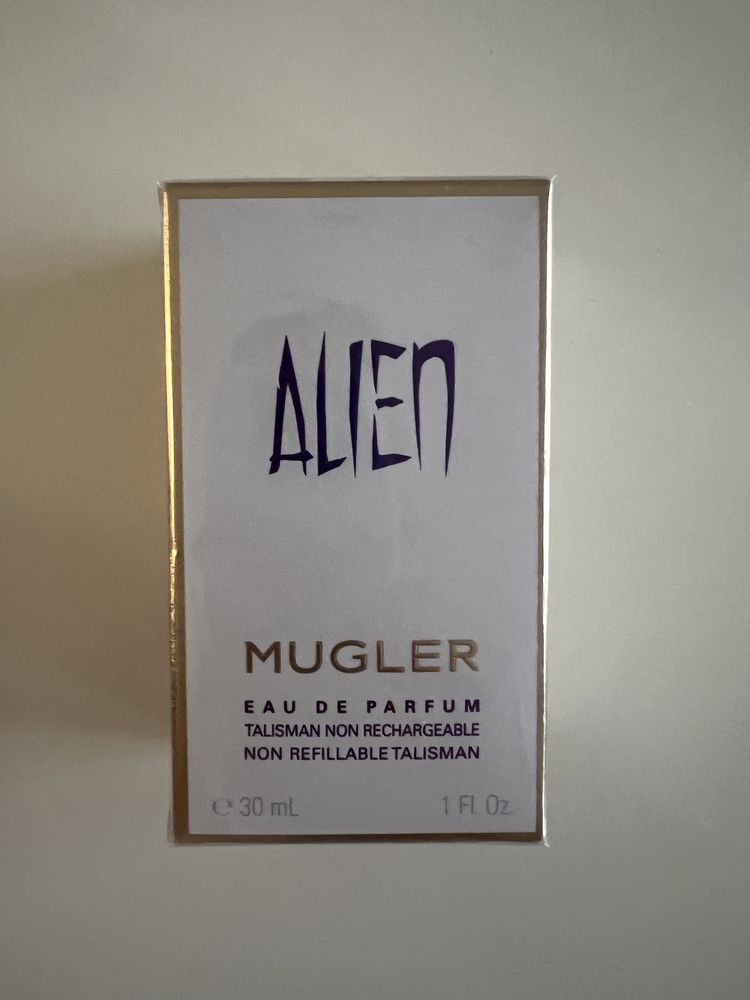 ALIEN
MUGLER
EAU DE PARFUM
TALISMAN NON RECHARGEABLE
NON REFILLABLE TALISMAN
℮ 30 mL 1 Fl. Oz.